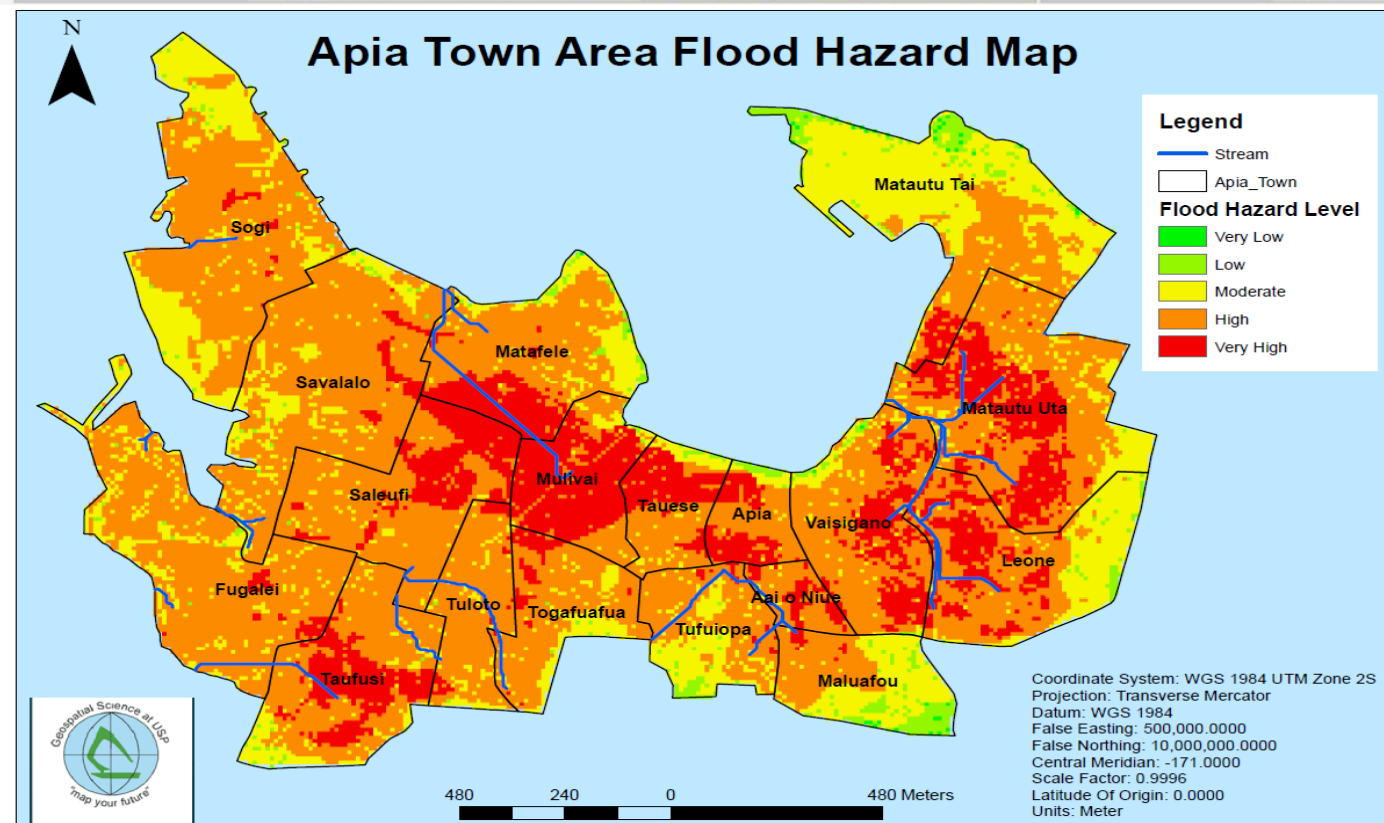 N
Apia Town Area Flood Hazard Map
Legend
Stream
Apia_Town
Flood Hazard Level
Very Low
Low
Moderate
High
Very High
Matautu Tai
Sogi
Matafele
Savalalo
Matautu Uta
Mulivai
Saleufi
Tauese
Apia
Vaisigano
Leone
Fugalei
Tuloto
Togafuafua
Aai o Niue
Tufuiopa
Taufusi
Maluafou
Geospatial Science at USP
"map your future"
480 240 0 480 Meters
Coordinate System: WGS 1984 UTM Zone 2S
Projection: Transverse Mercator
Datum: WGS 1984
False Easting: 500,000.0000
False Northing: 10,000,000.0000
Central Meridian: -171.0000
Scale Factor: 0.9996
Latitude Of Origin: 0.0000
Units: Meter